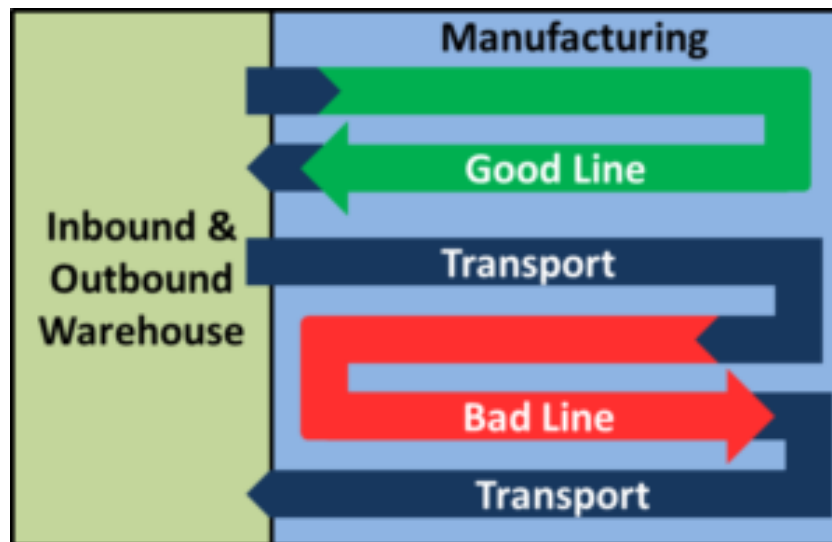 Manufacturing
Good Line
Inbound &
Outbound
Warehouse
Transport
Bad Line
Transport